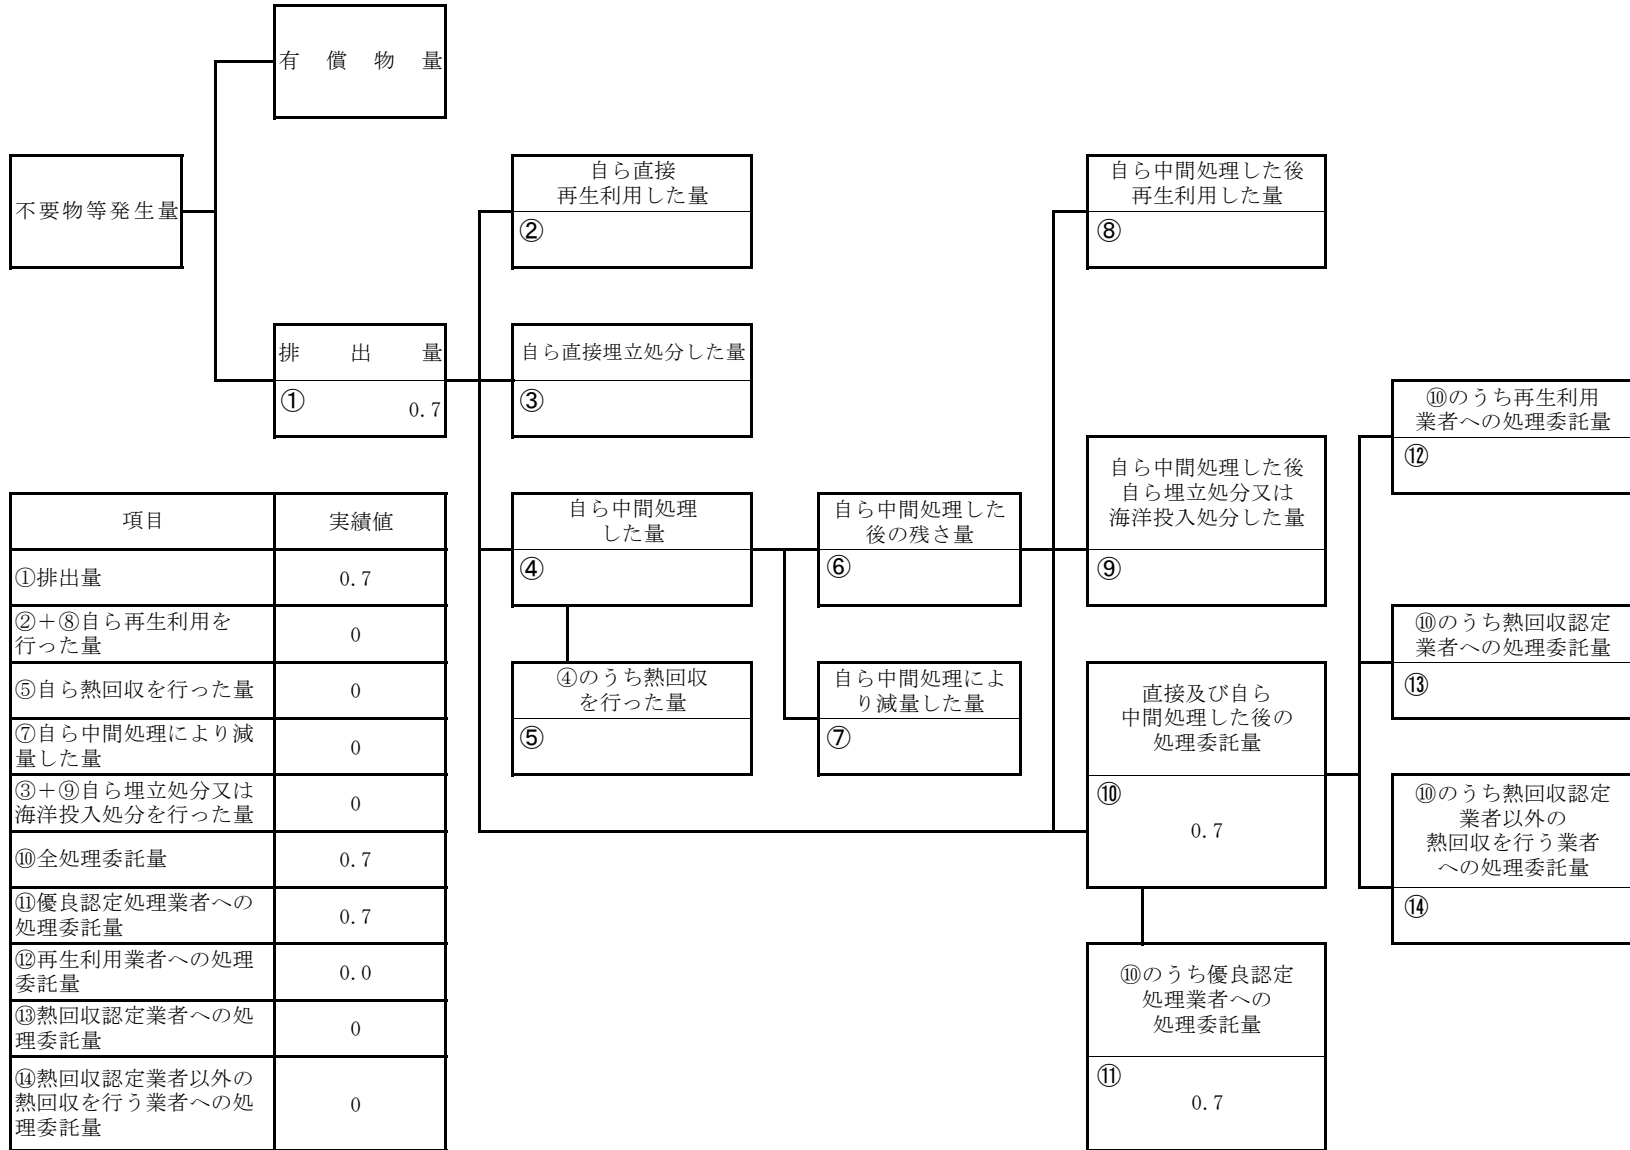 有償物量
不要物等発生量
排出量
①
0.7
自ら直接
再生利用した量
②
自ら直接埋立処分した量
③
自ら中間処理
した量
④
④のうち熱回収
を行った量
⑤
自ら中間処理した
後の残さ量
⑥
自ら中間処理によ
り減量した量
⑦
自ら中間処理した後
再生利用した量
⑧
自ら中間処理した後
自ら埋立処分又は
海洋投入処分した量
⑨
直接及び自ら
中間処理した後の
処理委託量
⑩
0.7
⑩のうち優良認定
処理業者への
処理委託量
⑪
0.7
⑩のうち再生利用
業者への処理委託量
⑫
⑩のうち熱回収認定
業者への処理委託量
⑬
⑩のうち熱回収認定
業者以外の
熱回収を行う業者
への処理委託量
⑭
項目 実績値
①排出量 0.7
②+⑧自ら再生利用を
行った量 0
⑤自ら熱回収を行った量 0
⑦自ら中間処理により減
量した量 0
③+⑨自ら埋立処分又は
海洋投入処分を行った量 0
⑩全処理委託量 0.7
⑪優良認定処理業者への
処理委託量 0.7
⑫再生利用業者への処理
委託量 0.0
⑬熱回収認定業者への処
理委託量 0
⑭熱回収認定業者以外の
熱回収を行う業者への処
理委託量 0